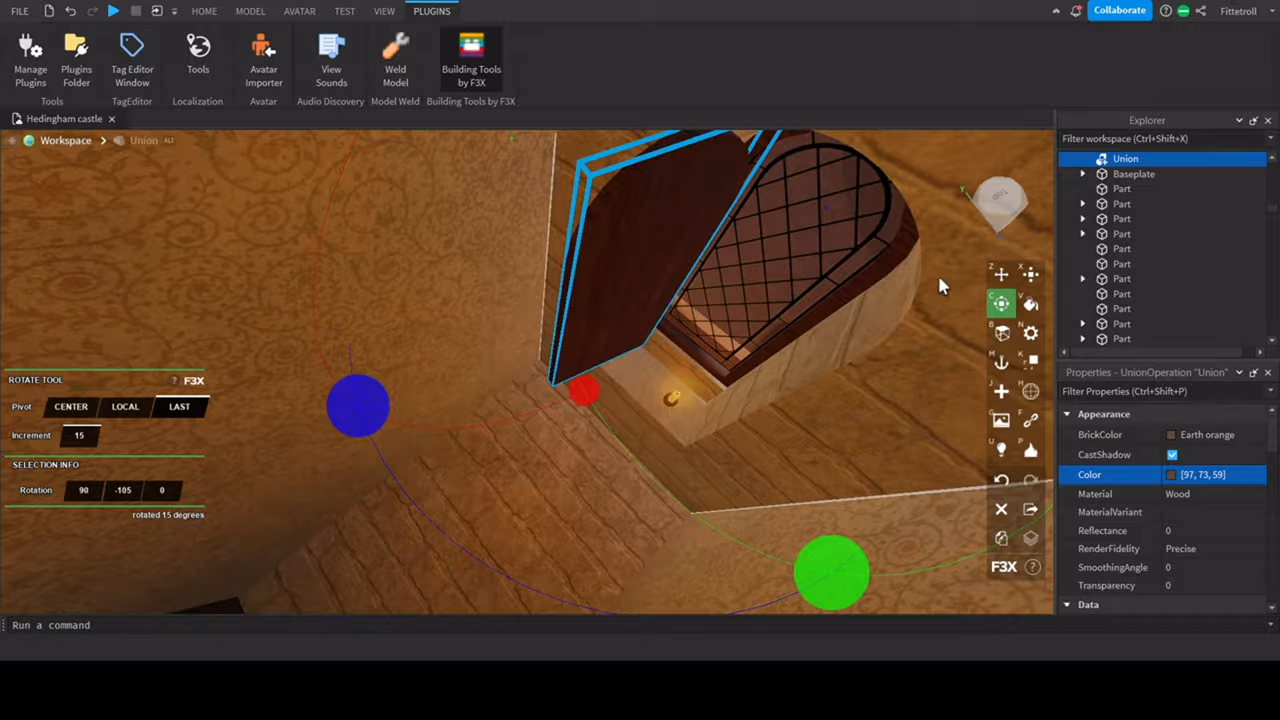 FILE HOME MODEL AVATAR TEST VIEW PLUGINS Collaborate Fittetroll
Manage Plugins Plugins Folder Tag Editor Window Tools Avatar Importer View Sounds Weld Model Building Tools by F3X
Tools TagEditor Localization Avatar Audio Discovery Model Weld Building Tools by F3X
Hedingham castle
Workspace Union ALT
Explorer
Filter workspace (Ctrl+Shift+X)
Union
Baseplate
Part
Part
Part
Part
Part
Part
Part
Part
Part
Part
Part
Z X
C V
B N
M K
J H
G F
U P
F3X ?
ROTATE TOOL ? F3X
Pivot CENTER LOCAL LAST
Increment 15
SELECTION INFO
Rotation 90 -105 0
rotated 15 degrees
Properties - UnionOperation "Union"
Filter Properties (Ctrl+Shift+P)
Appearance
BrickColor Earth orange
CastShadow
Color [97, 73, 59]
Material Wood
MaterialVariant
Reflectance 0
RenderFidelity Precise
SmoothingAngle 0
Transparency 0
Data
Run a command